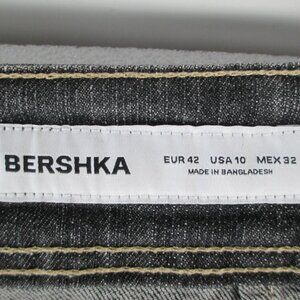 BERSHKA EUR 42 USA 10 MEX 32
MADE IN BANGLADESH